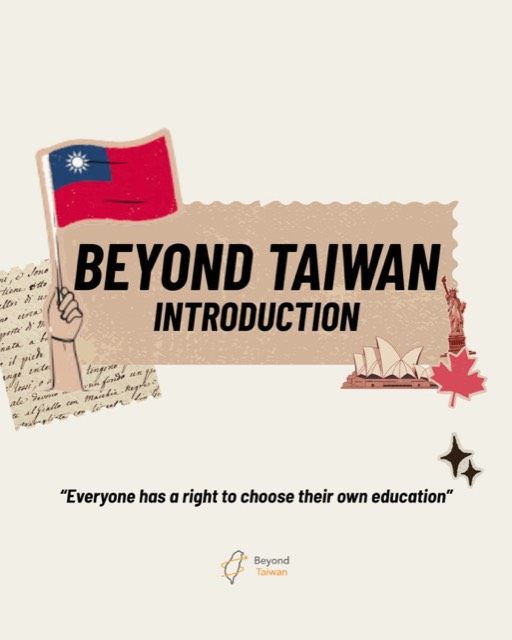 BEYOND TAIWAN
INTRODUCTION
“Everyone has a right to choose their own education”
Beyond
Taiwan